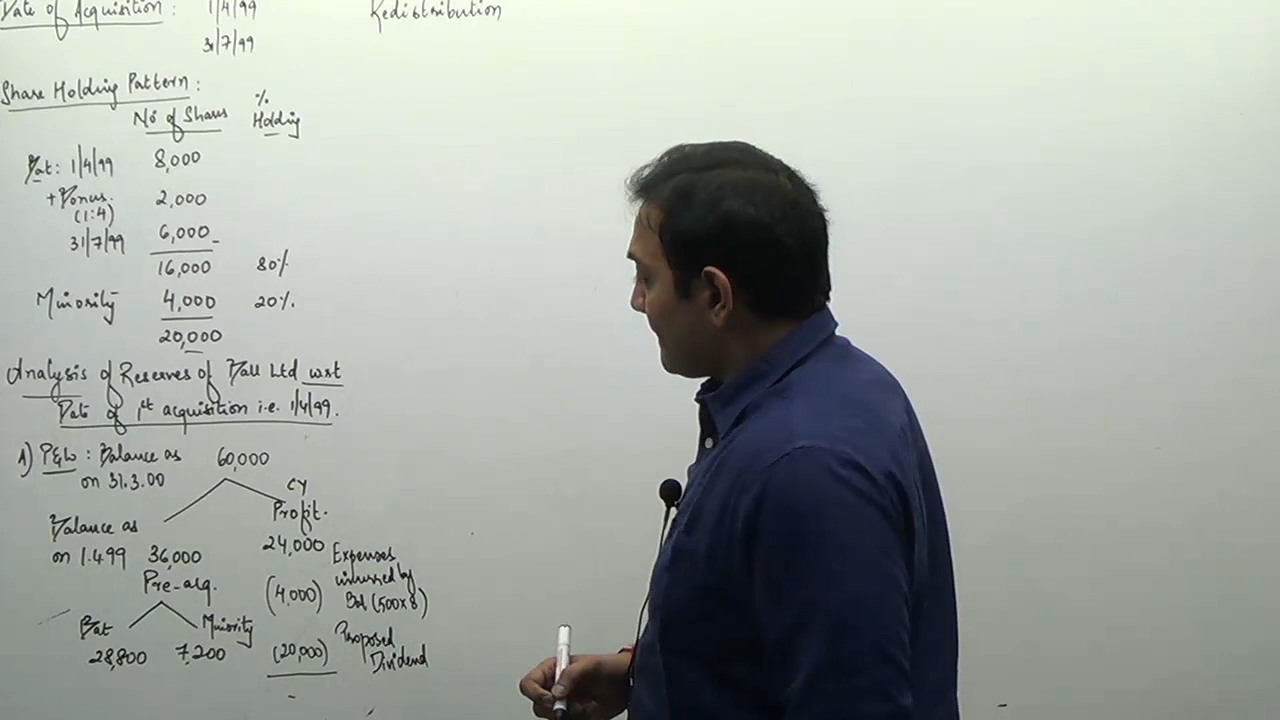 Date of Acquisition : 1/4/99 Redistribution
31/7/99
Share Holding Pattern :
No of Shares % Holding
Bat : 1/4/99 8,000
+ Bonus. (1:4) 2,000
31/7/99 6,000
16,000 80%
Minority 4,000 20%.
20,000
Analysis of Reserves of Ball Ltd wrt
Date of 1st acquisition i.e. 1/4/99.
1) P&L : Balance as 60,000
on 31.3.00
CY
Profit.
Balance as
on 1.4.99 36,000 24,000
Pre-acq.
(4,000) Expenses
incurred by
Bat (500x8)
Bat Minority
28,800 7,200
(20,000) Proposed
Dividend